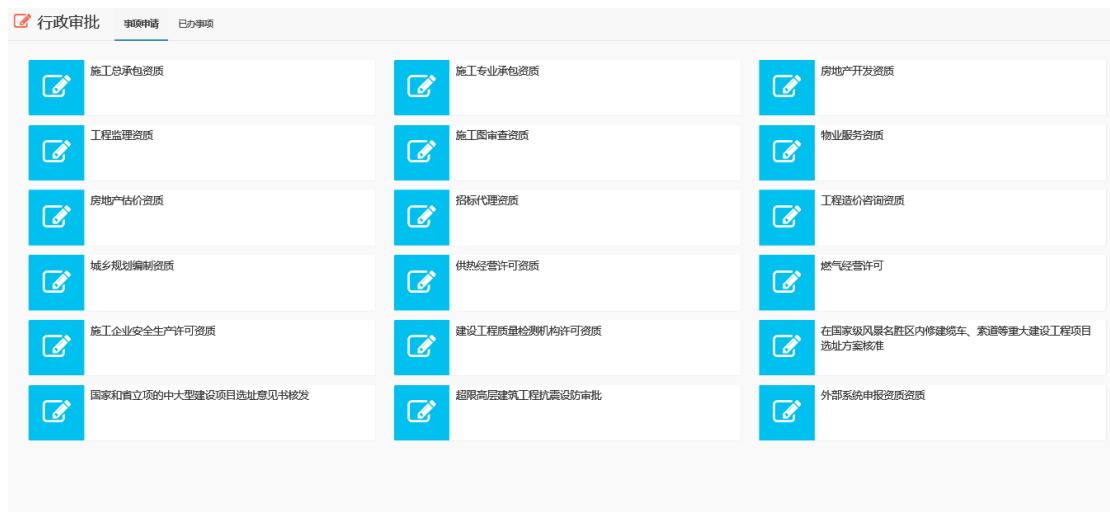 行政审批 事项申请 已办事项
施工总承包资质 施工专业承包资质 房地产开发资质
工程监理资质 施工图审查资质 物业服务资质
房地产估价资质 招标代理资质 工程造价咨询资质
城乡规划编制资质 供热经营许可资质 燃气经营许可
施工企业安全生产许可资质 建设工程质量检测机构许可资质 在国家级风景名胜区内修建缆车、索道等重大建设工程项目
选址方案核准
国家和省立项的中大型建设项目选址意见书核发 超限高层建筑工程抗震设防审批 外部系统申报资质资质